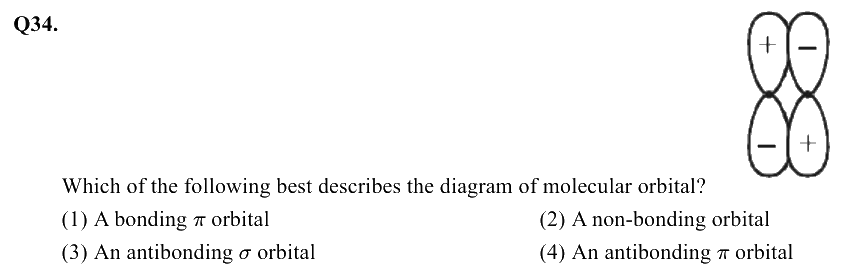 Q34.
+ −
− +
Which of the following best describes the diagram of molecular orbital?
(1) A bonding π orbital (2) A non-bonding orbital
(3) An antibonding σ orbital (4) An antibonding π orbital